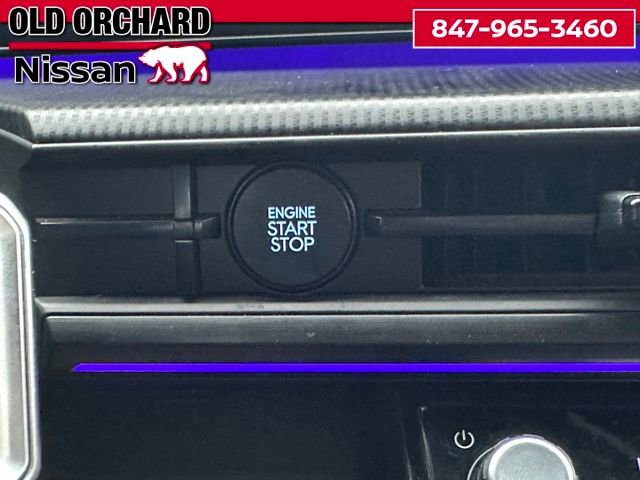 OLD ORCHARD
Nissan
847-965-3460
ENGINE
START
STOP